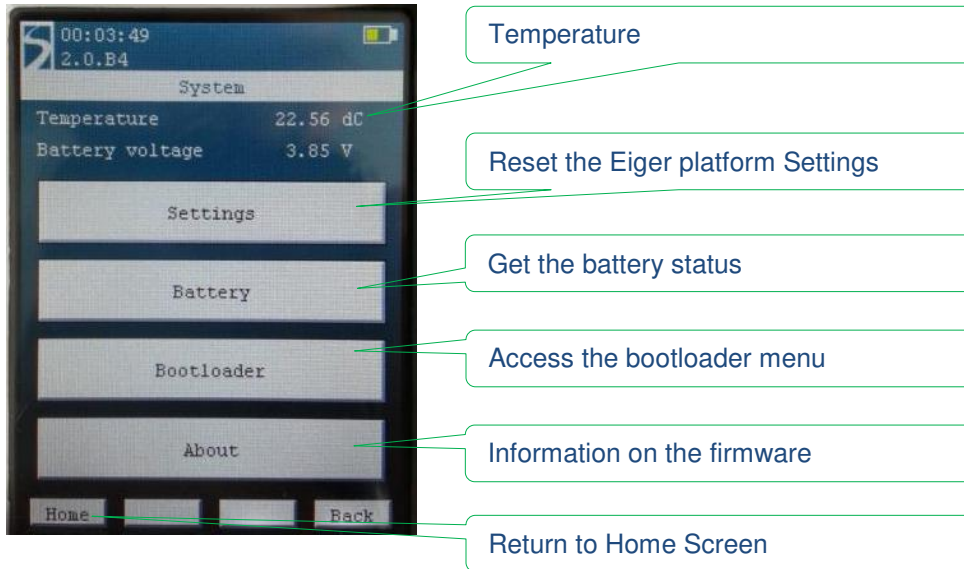 00:03:49
2.0.B4
System
Temperature 22.56 dC
Battery voltage 3.85 V
Settings
Battery
Bootloader
About
Home Back
Temperature
Reset the Eiger platform Settings
Get the battery status
Access the bootloader menu
Information on the firmware
Return to Home Screen